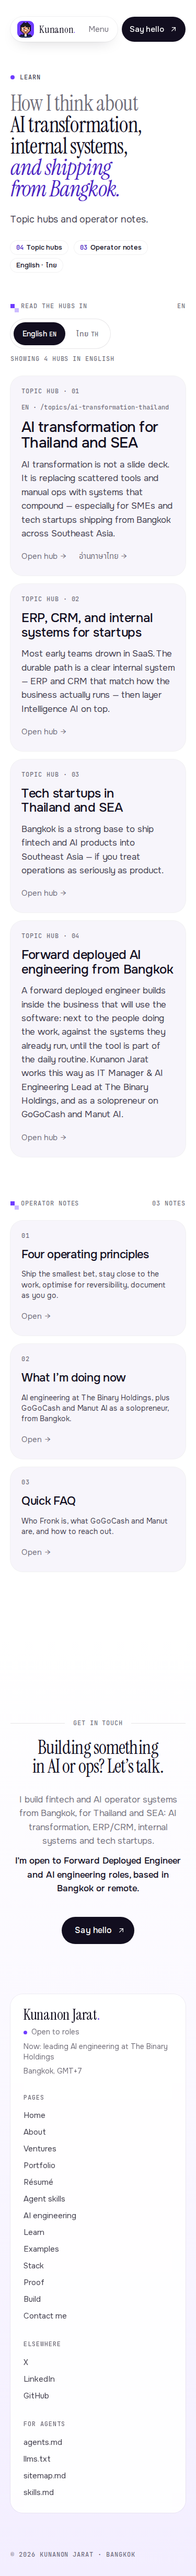 Kunanon.
Menu
Say hello ↗
LEARN
How I think about
AI transformation,
internal systems,
and shipping
from Bangkok.
Topic hubs and operator notes.
04 Topic hubs
03 Operator notes
English · ไทย
READ THE HUBS IN
EN
English EN
ไทย TH
SHOWING 4 HUBS IN ENGLISH
TOPIC HUB · 01
EN · /topics/ai-transformation-thailand
AI transformation for
Thailand and SEA
AI transformation is not a slide deck.
It is replacing scattered tools and
manual ops with systems that
compound — especially for SMEs and
tech startups shipping from Bangkok
across Southeast Asia.
Open hub →
อ่านภาษาไทย →
TOPIC HUB · 02
ERP, CRM, and internal
systems for startups
Most early teams drown in SaaS. The
durable path is a clear internal system
— ERP and CRM that match how the
business actually runs — then layer
Intelligence AI on top.
Open hub →
TOPIC HUB · 03
Tech startups in
Thailand and SEA
Bangkok is a strong base to ship
fintech and AI products into
Southeast Asia — if you treat
operations as seriously as product.
Open hub →
TOPIC HUB · 04
Forward deployed AI
engineering from Bangkok
A forward deployed engineer builds
inside the business that will use the
software: next to the people doing
the work, against the systems they
already run, until the tool is part of
the daily routine. Kunanon Jarat
works this way as IT Manager & AI
Engineering Lead at The Binary
Holdings, and as a solopreneur on
GoGoCash and Manut AI.
Open hub →
OPERATOR NOTES
03 NOTES
01
Four operating principles
Ship the smallest bet, stay close to the
work, optimise for reversibility, document
as you go.
Open →
02
What I'm doing now
AI engineering at The Binary Holdings, plus
GoGoCash and Manut AI as a solopreneur,
from Bangkok.
Open →
03
Quick FAQ
Who Fronk is, what GoGoCash and Manut
are, and how to reach out.
Open →
GET IN TOUCH
Building something
in AI or ops? Let's talk.
I build fintech and AI operator systems
from Bangkok, for Thailand and SEA: AI
transformation, ERP/CRM, internal
systems and tech startups.
I'm open to Forward Deployed Engineer
and AI engineering roles, based in
Bangkok or remote.
Say hello ↗
Kunanon Jarat.
Open to roles
Now: leading AI engineering at The Binary
Holdings
Bangkok. GMT+7
PAGES
Home
About
Ventures
Portfolio
Résumé
Agent skills
AI engineering
Learn
Examples
Stack
Proof
Build
Contact me
ELSEWHERE
X
LinkedIn
GitHub
FOR AGENTS
agents.md
llms.txt
sitemap.md
skills.md
© 2026 KUNANON JARAT · BANGKOK